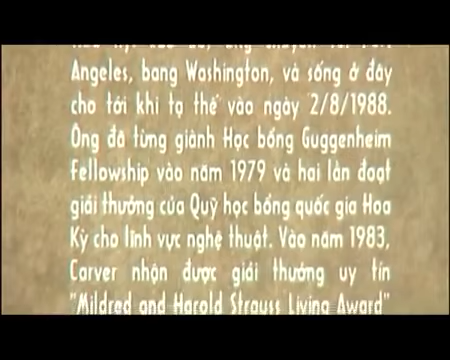 Angeles, bang Washington, và sống ở đây
cho tới khi tạ thế vào ngày 2/8/1988.
Ông đã từng giành Học bổng Guggenheim
Fellowship vào năm 1979 và hai lần đoạt
giải thưởng của Quỹ học bổng quốc gia Hoa
Kỳ cho lĩnh vực nghệ thuật. Vào năm 1983,
Carver nhận được giải thưởng uy tín
"Mildred and Harold Strauss Living Award"